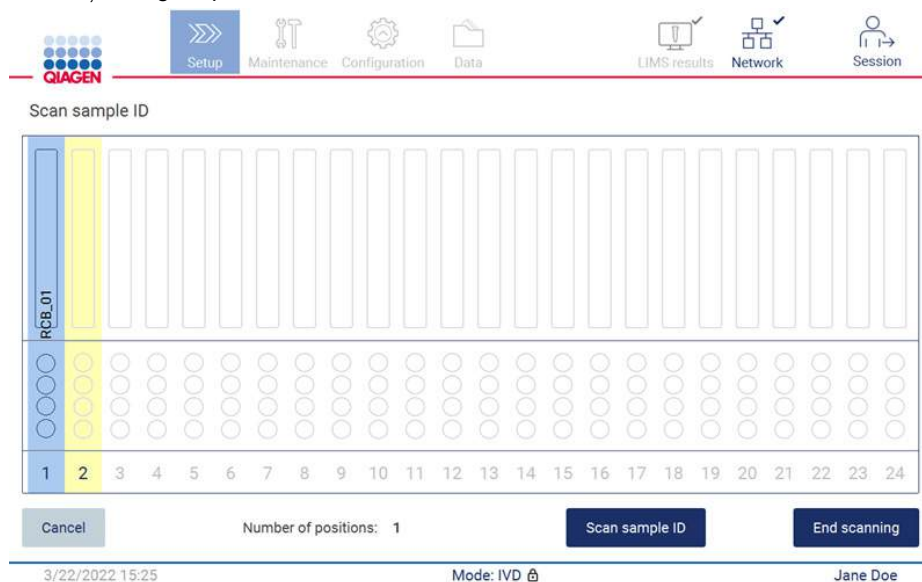 QIAGEN
Setup
Maintenance
Configuration
Data
LIMS results
Network
Session
Scan sample ID
RCB_01
1 2 3 4 5 6 7 8 9 10 11 12 13 14 15 16 17 18 19 20 21 22 23 24
Cancel
Number of positions: 1
Scan sample ID
End scanning
3/22/2022 15:25
Mode: IVD
Jane Doe